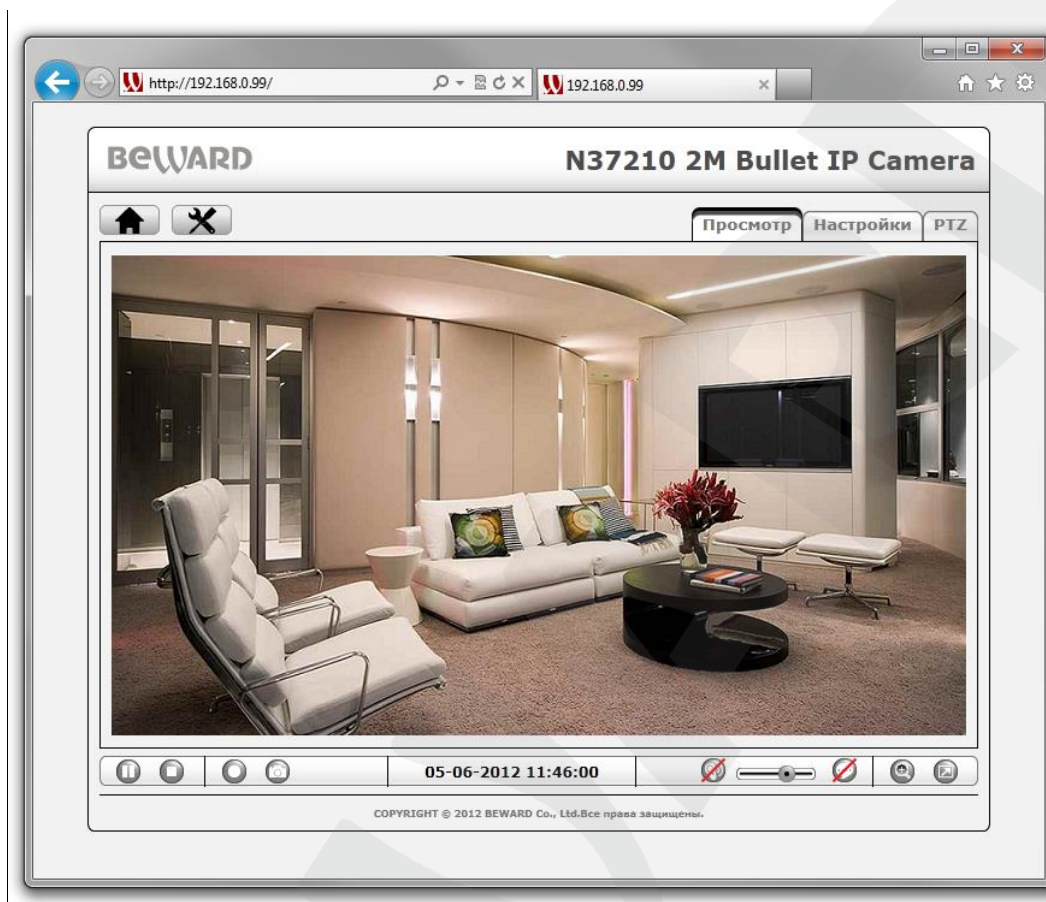 http://192.168.0.99/
192.168.0.99
BEWARD
N37210 2M Bullet IP Camera
Просмотр
Настройки
PTZ
05-06-2012 11:46:00
COPYRIGHT © 2012 BEWARD Co., Ltd.Все права защищены.